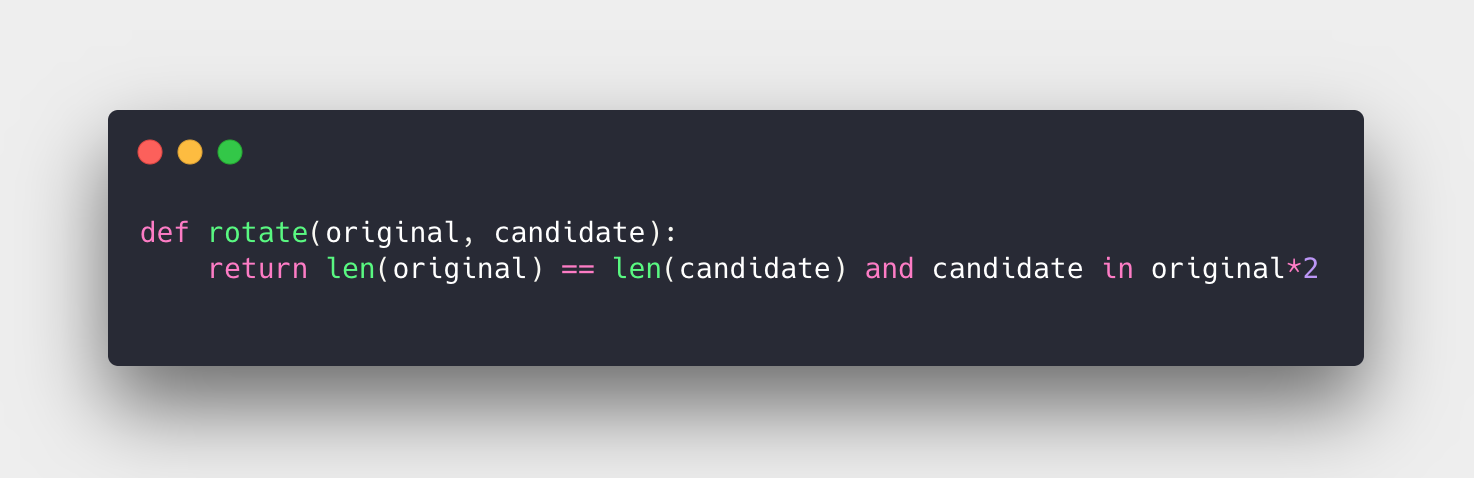 def rotate(original, candidate):
    return len(original) == len(candidate) and candidate in original*2